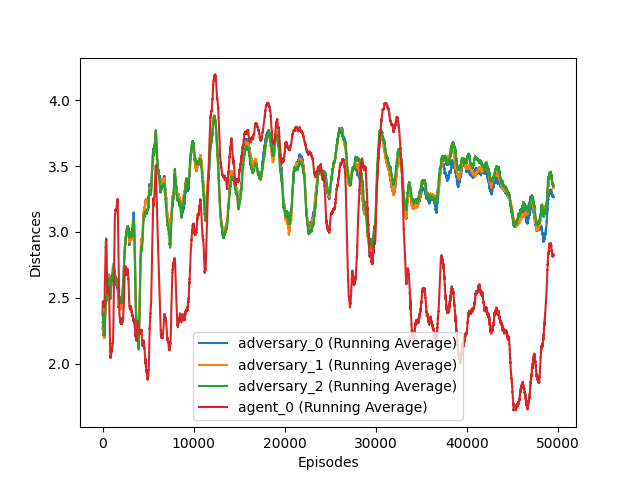 4.0
3.5
3.0
2.5
2.0
Distances
adversary_0 (Running Average)
adversary_1 (Running Average)
adversary_2 (Running Average)
agent_0 (Running Average)
0 10000 20000 30000 40000 50000
Episodes